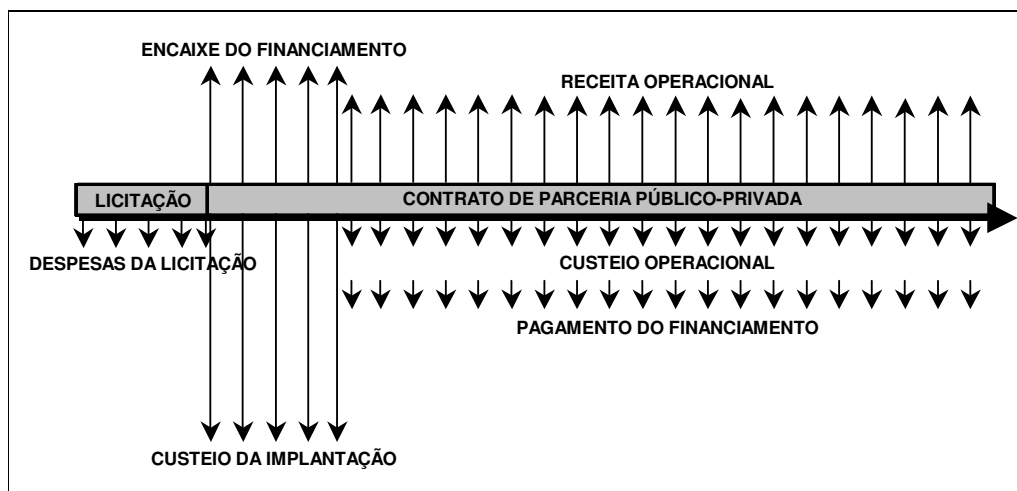 ENCAIXE DO FINANCIAMENTO
RECEITA OPERACIONAL
LICITAÇÃO
CONTRATO DE PARCERIA PÚBLICO-PRIVADA
DESPESAS DA LICITAÇÃO
CUSTEIO OPERACIONAL
PAGAMENTO DO FINANCIAMENTO
CUSTEIO DA IMPLANTAÇÃO